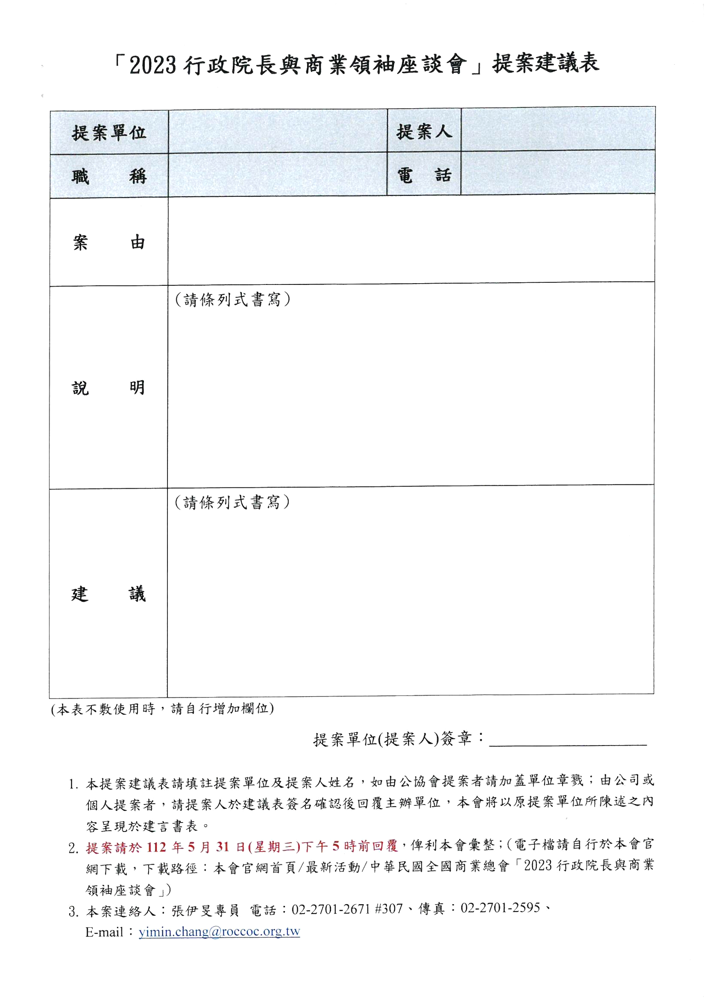 「2023 行政院長與商業領袖座談會」提案建議表
提案單位 提案人
職稱 電話
案由
(請條列式書寫)
說明
(請條列式書寫)
建議
(本表不敷使用時，請自行增加欄位)
提案單位(提案人)簽章：
1. 本提案建議表請填註提案單位及提案人姓名，如由公協會提案者請加蓋單位章戳；由公司或
個人提案者，請提案人於建議表簽名確認後回覆主辦單位，本會將以原提案單位所陳述之內
容呈現於建言書表。
2. 提案請於 112 年 5 月 31 日(星期三)下午 5 時前回覆，俾利本會彙整；(電子檔請自行於本會官
網下載，下載路徑：本會官網首頁/最新活動/中華民國全國商業總會「2023 行政院長與商業
領袖座談會」)
3. 本案連絡人：張伊旻專員 電話：02-2701-2671 #307、傳真：02-2701-2595、
E-mail：yimin.chang@roccoc.org.tw